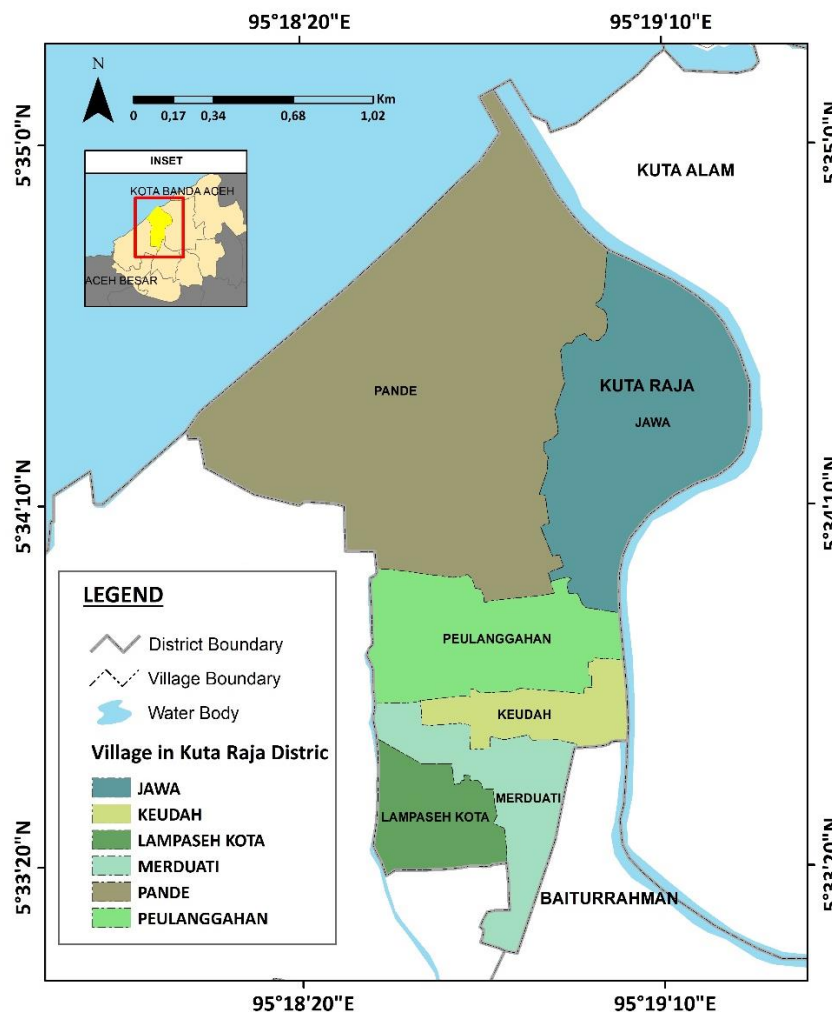 95°18'20"E
95°19'10"E
N
Km
0 0,17 0,34 0,68 1,02
5°35'0"N
5°35'0"N
INSET
KOTA BANDA ACEH
ACEH BESAR
KUTA ALAM
PANDE
KUTA RAJA
JAWA
5°34'10"N
5°34'10"N
PEULANGGAHAN
KEUDAH
MERDUATI
LAMPASEH KOTA
BAITURRAHMAN
LEGEND
District Boundary
Village Boundary
Water Body
Village in Kuta Raja Distric
JAWA
KEUDAH
LAMPASEH KOTA
MERDUATI
PANDE
PEULANGGAHAN
5°33'20"N
5°33'20"N
95°18'20"E
95°19'10"E